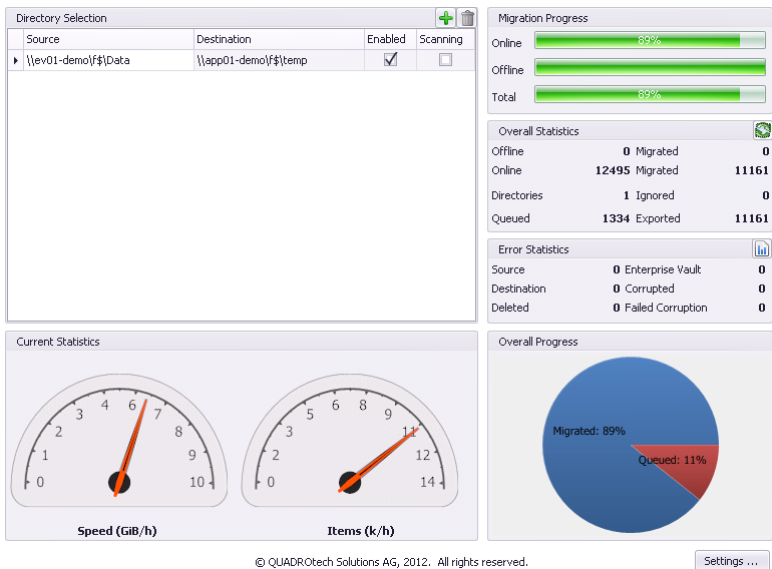 Directory Selection
Source Destination Enabled Scanning
\\ev01-demo\f$\Data \\app01-demo\f$\temp
Migration Progress
Online 89%
Offline
Total 89%
Overall Statistics
Offline 0 Migrated 0
Online 12495 Migrated 11161
Directories 1 Ignored 0
Queued 1334 Exported 11161
Error Statistics
Source 0 Enterprise Vault 0
Destination 0 Corrupted 0
Deleted 0 Failed Corruption 0
Current Statistics
0 1 2 3 4 6 7 8 9 10
Speed (GiB/h)
0 2 3 5 6 8 9 11 12 14
Items (k/h)
Overall Progress
Migrated: 89%
Queued: 11%
© QUADROtech Solutions AG, 2012. All rights reserved.
Settings ...